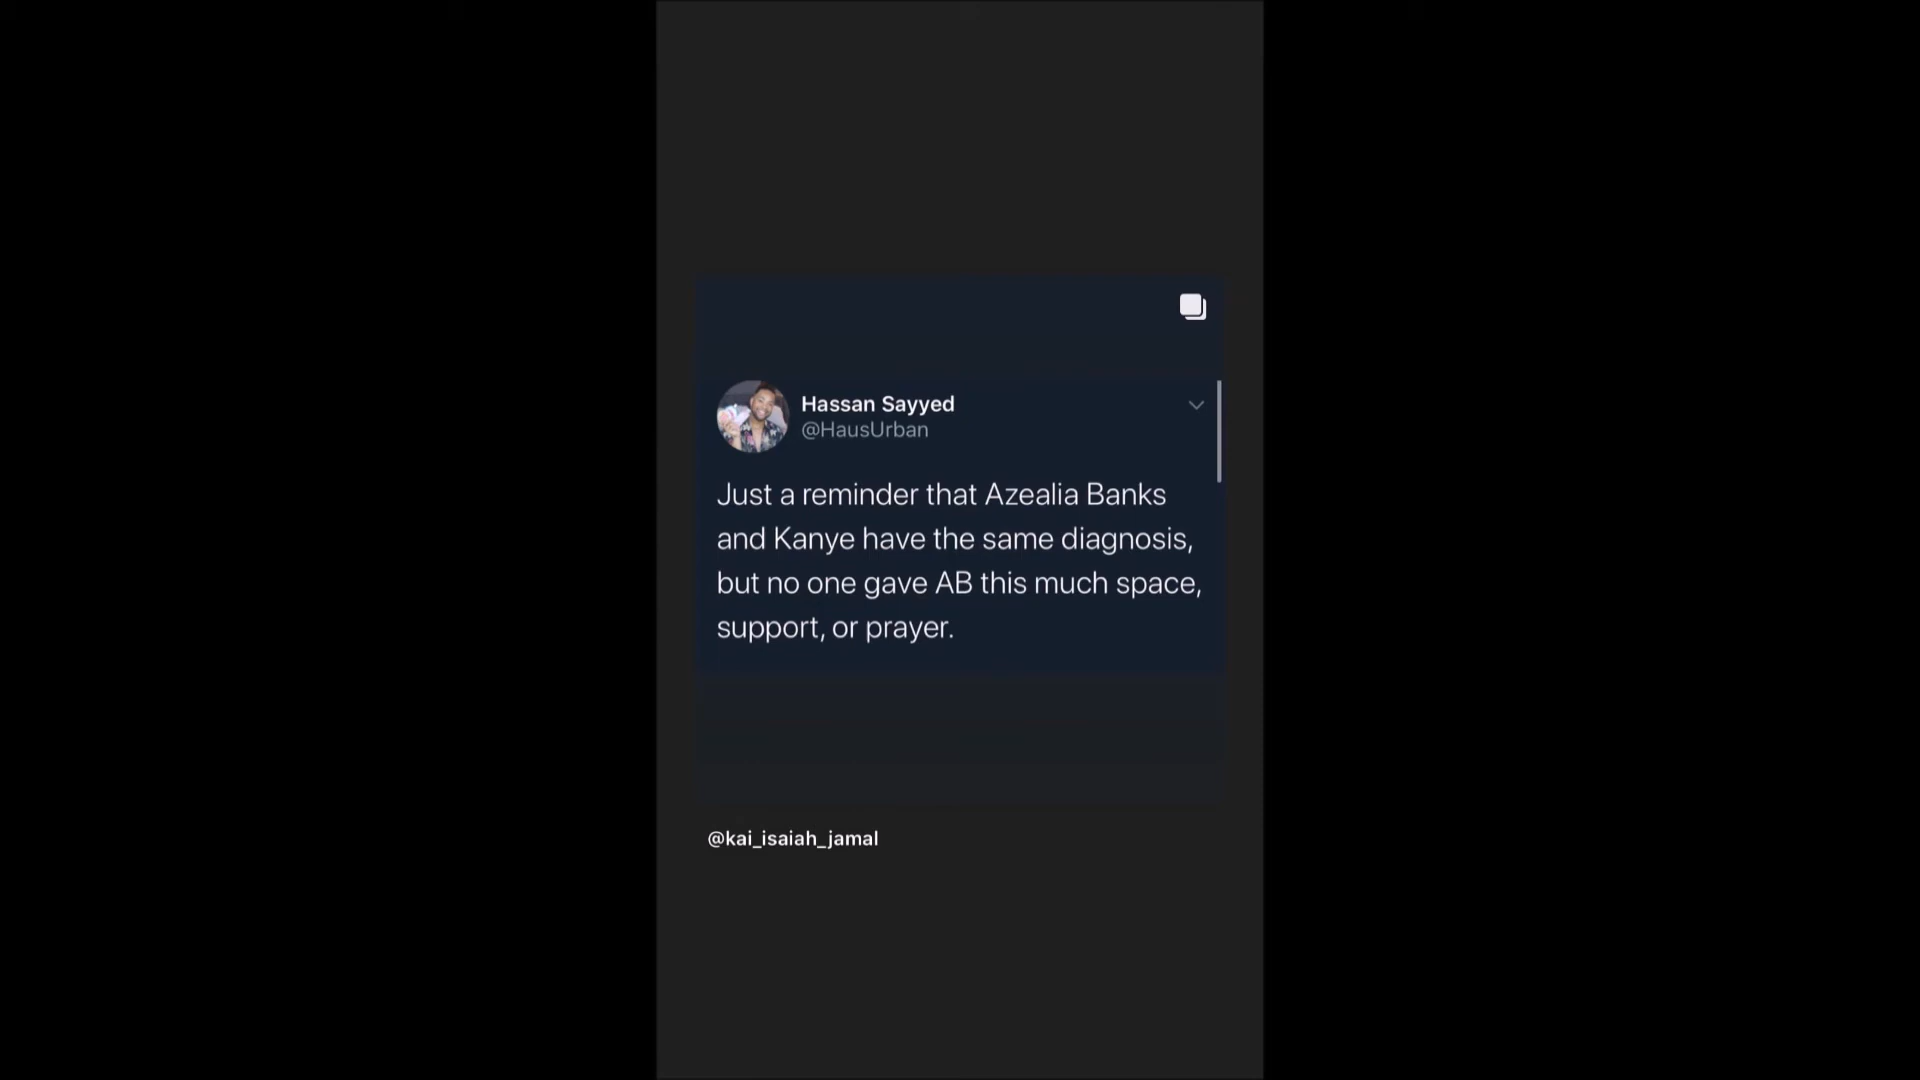 Hassan Sayyed
@HausUrban
Just a reminder that Azealia Banks
and Kanye have the same diagnosis,
but no one gave AB this much space,
support, or prayer.
@kai_isaiah_jamal